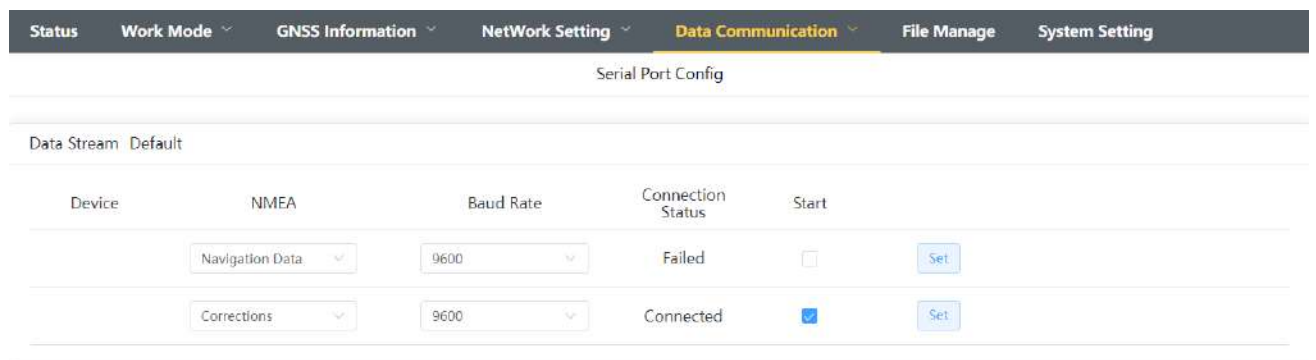 Status Work Mode GNSS Information NetWork Setting Data Communication File Manage System Setting
Serial Port Config
Data Stream Default
Device NMEA Baud Rate Connection Status Start
Navigation Data 9600 Failed Set
Corrections 9600 Connected Set